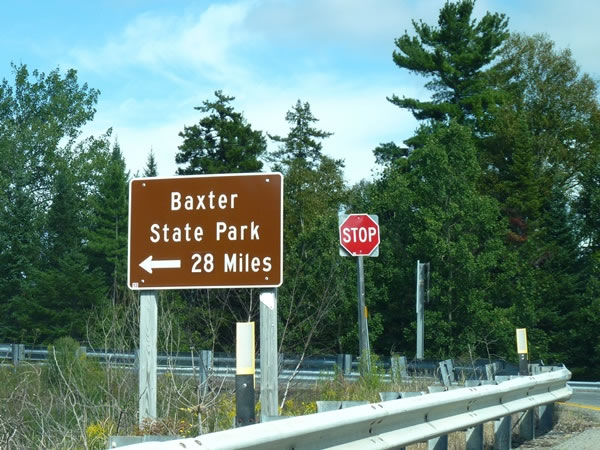 Baxter
State Park
28 Miles
STOP